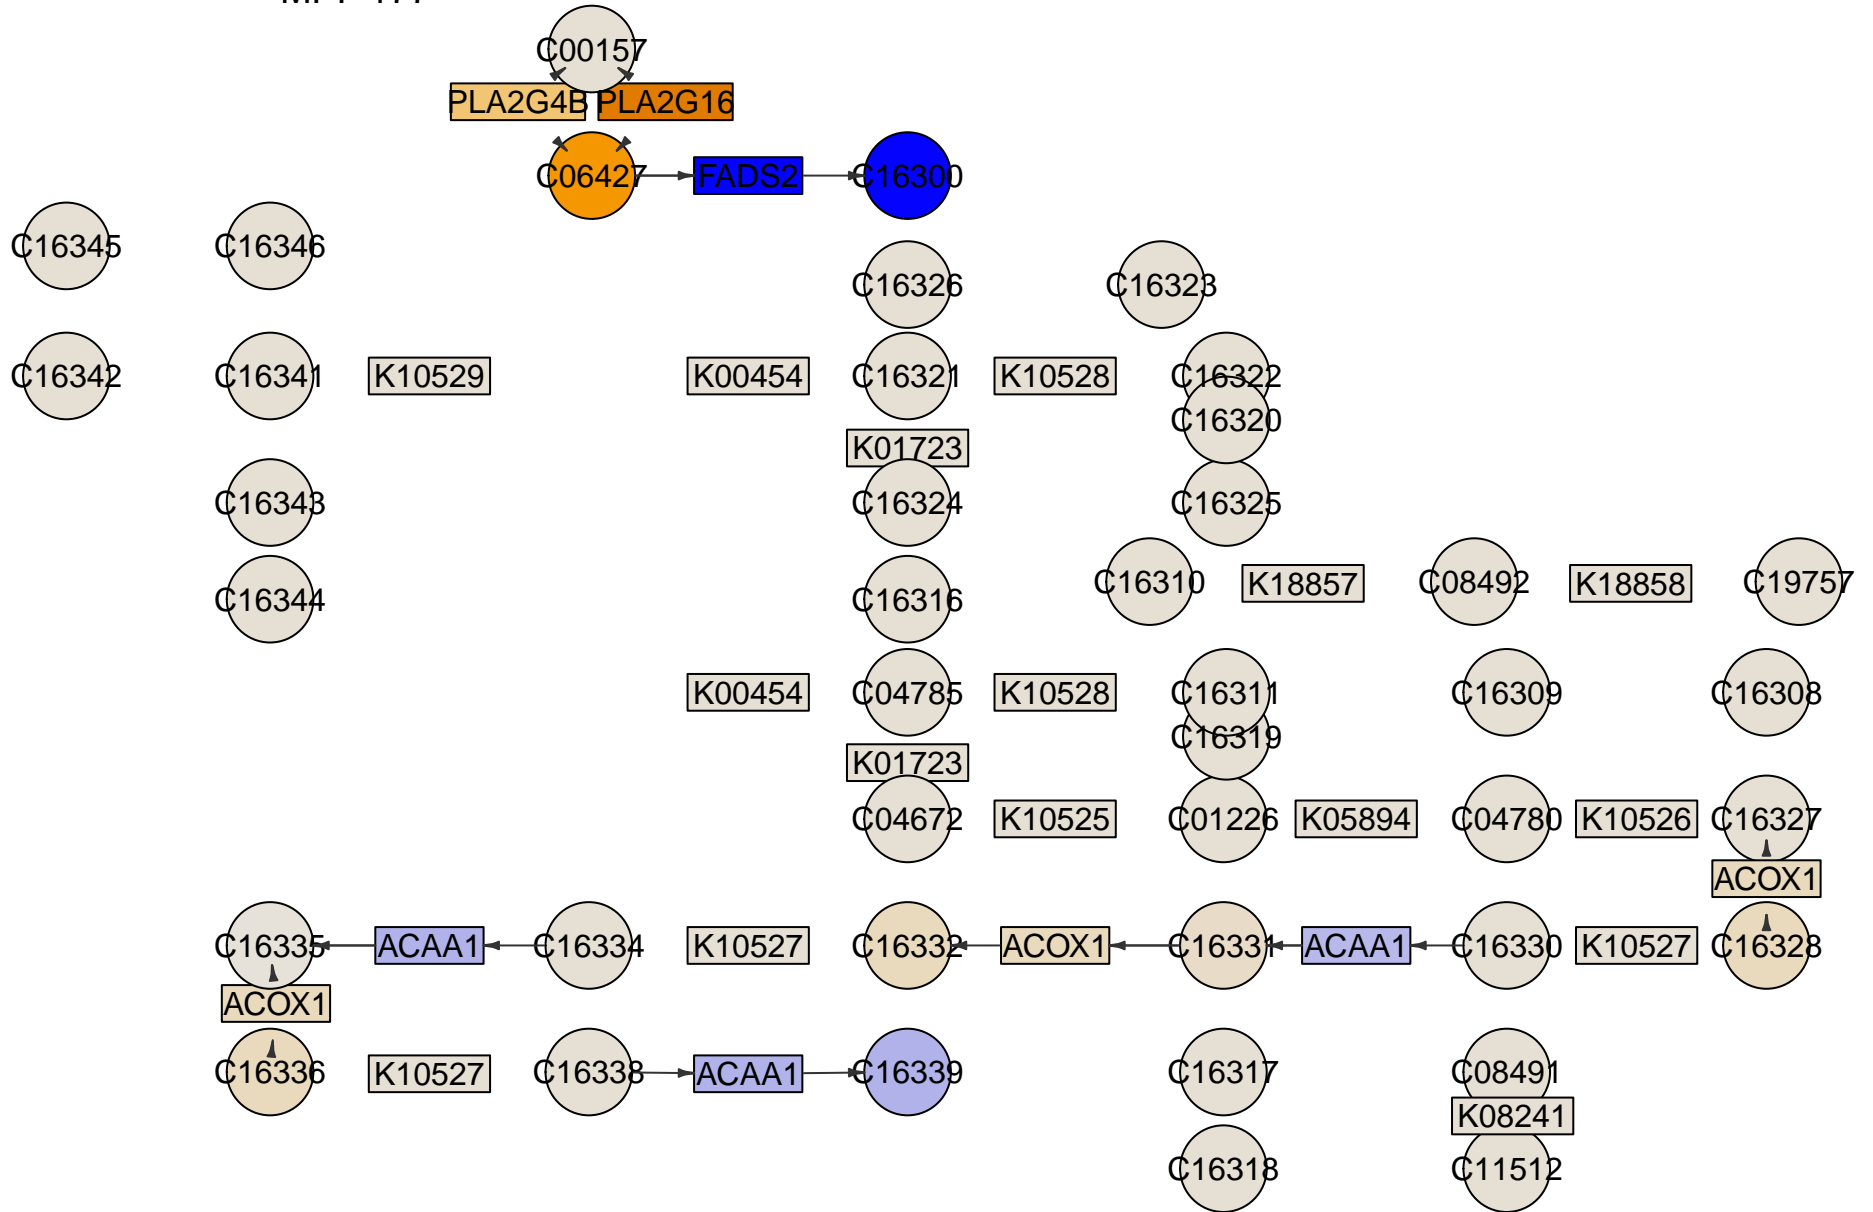 C00157
PLA2G4B PLA2G16
C06427 FADS2 C16300
C16345 C16346
C16326 C16323
C16342 C16341 K10529 K00454 C16321 K10528 C16322
C16320
K01723
C16343 C16324 C16325
C16310 K18857 C08492 K18858 C19757
C16344 C16316
K00454 C04785 K10528 C16311 C16309 C16308
C16319
K01723
C04672 K10525 C01226 K05894 C04780 K10526 C16327
ACOX1
C16335 ACAA1 C16334 K10527 C16332 ACOX1 C16331 ACAA1 C16330 K10527 C16328
ACOX1
C16336 K10527 C16338 ACAA1 C16339 C16317 C08491
K08241
C16318 C11512